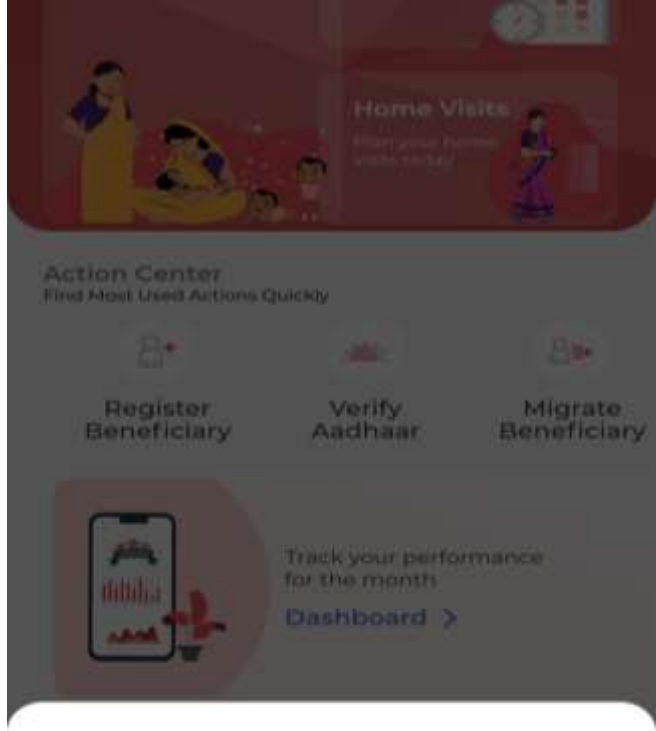 Home Visits
Plan your home
visits today
Action Center
Find Most Used Actions Quickly
Register
Beneficiary
Verify
Aadhaar
Migrate
Beneficiary
Track your performance
for the month
Dashboard >